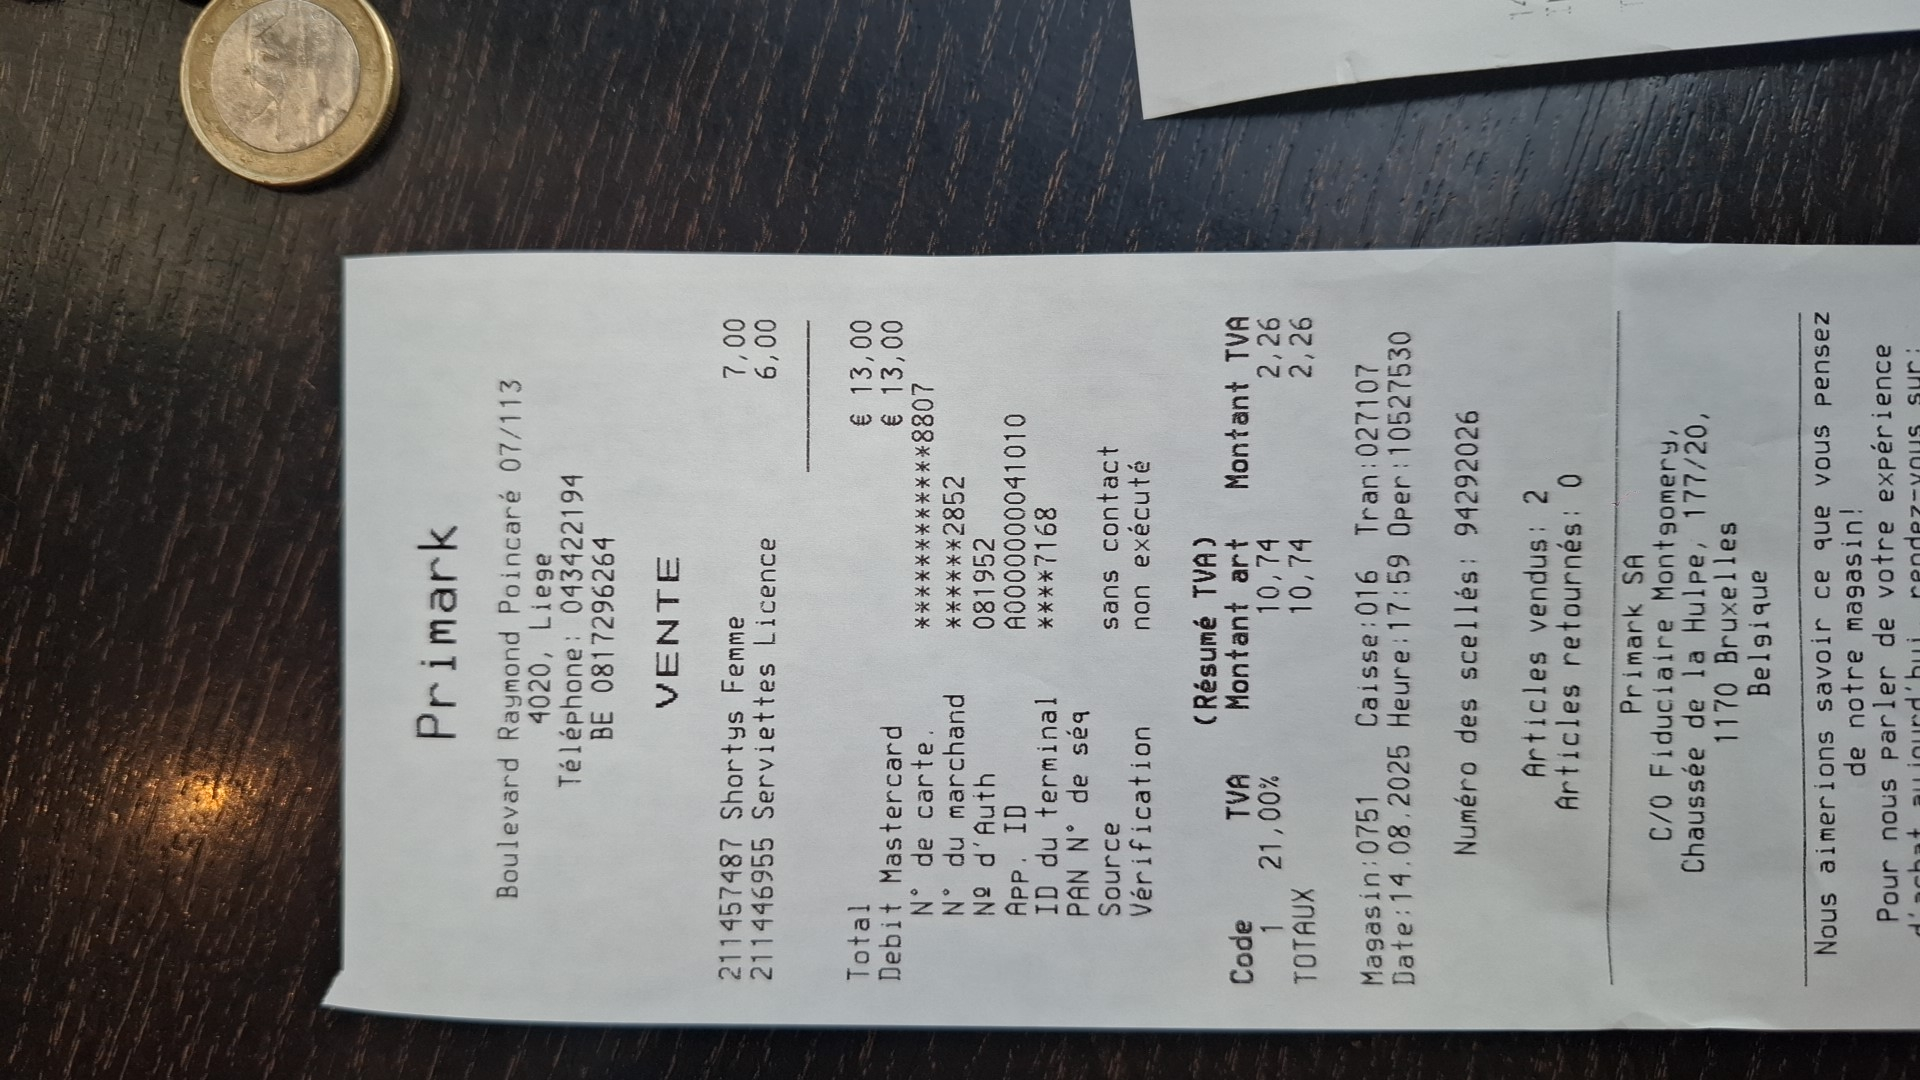 Primark
Boulevard Raymond Poincaré 07/113
4020, Liege
Téléphone: 043422194
BE 0817296264
VENTE
211457487 Shortys Femme 7,00
211446955 Serviettes Licence 6,00
Total € 13,00
Debit Mastercard € 13,00
N° de carte. ************8807
N° du marchand ******2852
Nº d'Auth 081952
APP. ID A0000000041010
ID du terminal ****7168
PAN N° de séq
Source sans contact
Vérification non exécuté
(Résumé TVA)
Code TVA Montant art Montant TVA
1 21,00% 10,74 2,26
TOTAUX 10,74 2,26
Magasin:0751 Caisse:016 Tran:027107
Date:14.08.2025 Heure:17:59 Oper:10527530
Numéro des scellés: 94292026
Articles vendus: 2
Articles retournés: 0
Primark SA
C/O Fiduciaire Montgomery,
Chaussée de la Hulpe, 177/20,
1170 Bruxelles
Belgique
Nous aimerions savoir ce que vous pensez
de notre magasin!
Pour nous parler de votre expérience
d'achat aujourd'hui, rendez-vous sur: